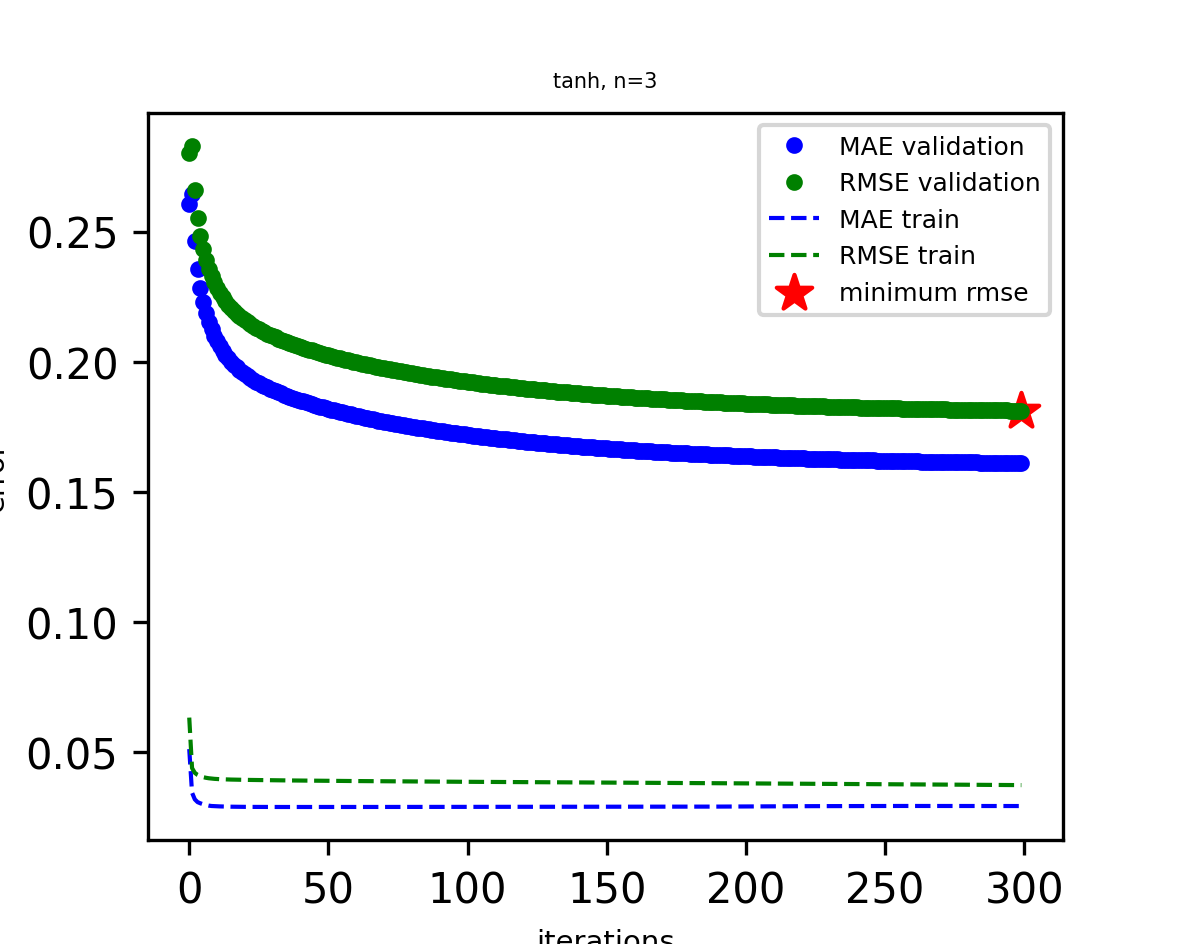 tanh, n=3
MAE validation
RMSE validation
MAE train
RMSE train
minimum rmse
0.25
0.20
0.15
0.10
0.05
0 50 100 150 200 250 300
iterations